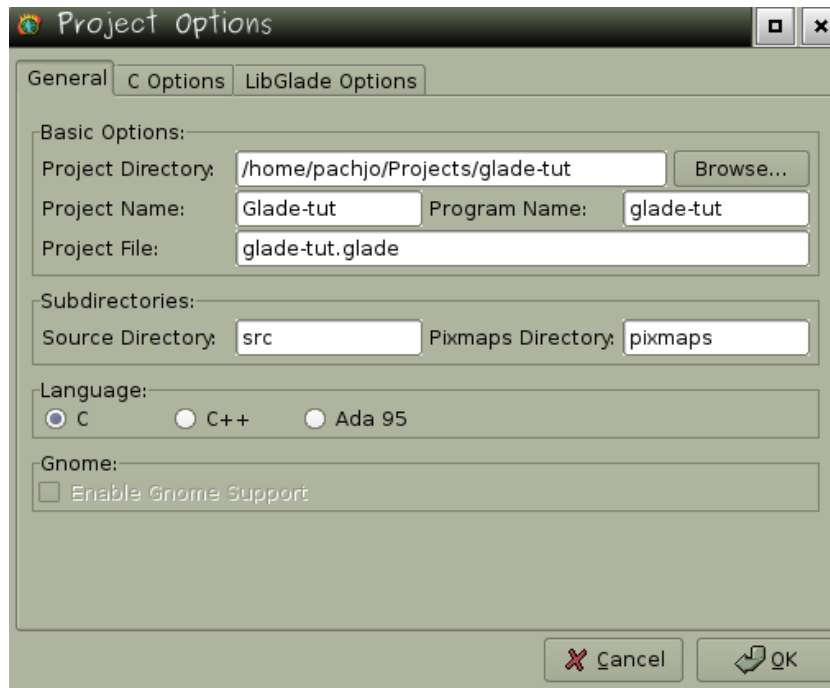 Project Options
General C Options LibGlade Options
Basic Options:
Project Directory: /home/pachjo/Projects/glade-tut Browse...
Project Name: Glade-tut Program Name: glade-tut
Project File: glade-tut.glade
Subdirectories:
Source Directory: src Pixmaps Directory: pixmaps
Language:
C C++ Ada 95
Gnome:
Enable Gnome Support
Cancel OK